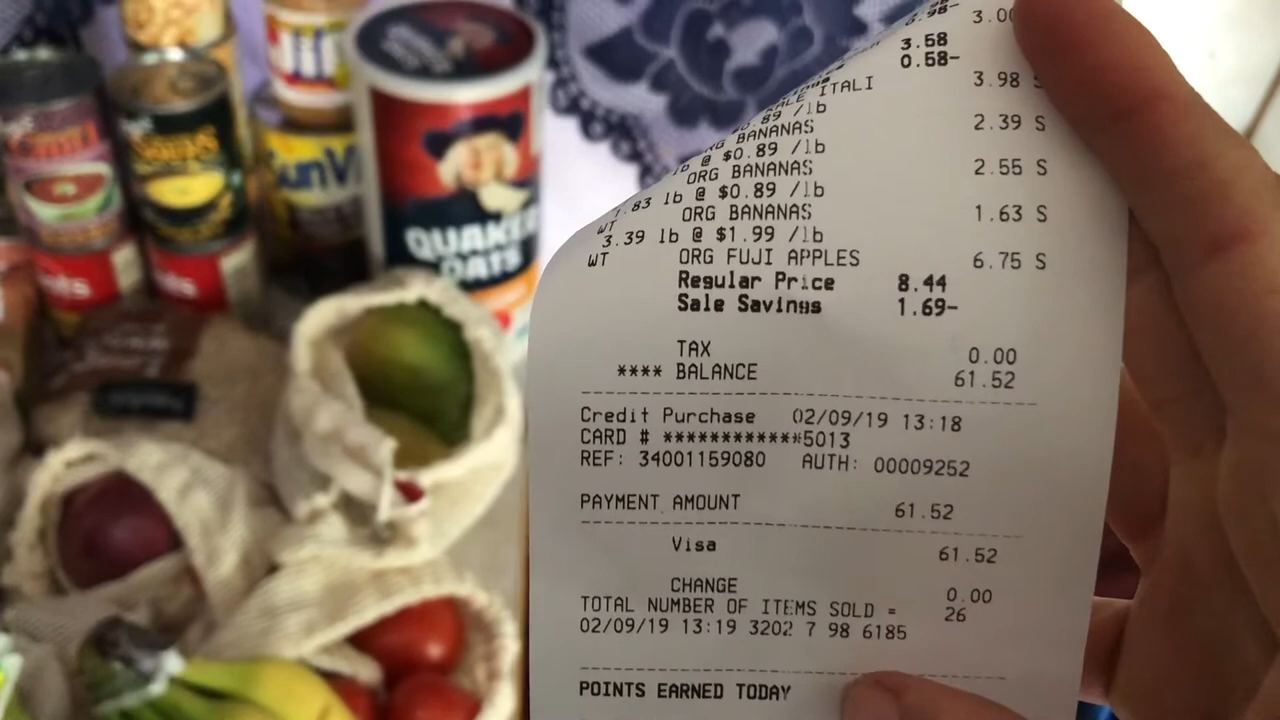 3.00
3.58
0.58-
ITALI 3.98 S
$0.89 /lb
BANANAS 2.39 S
lb @ $0.89 /lb
ORG BANANAS 2.55 S
1.83 lb @ $0.89 /lb
WT ORG BANANAS 1.63 S
3.39 lb @ $1.99 /lb
WT ORG FUJI APPLES 6.75 S
Regular Price 8.44
Sale Savings 1.69-
TAX 0.00
**** BALANCE 61.52
Credit Purchase 02/09/19 13:18
CARD # ************5013
REF: 34001159080 AUTH: 00009252
PAYMENT AMOUNT 61.52
Visa 61.52
CHANGE 0.00
TOTAL NUMBER OF ITEMS SOLD = 26
02/09/19 13:19 3202 7 98 6185
POINTS EARNED TODAY
Jif
Soups
QUAKER
OATS